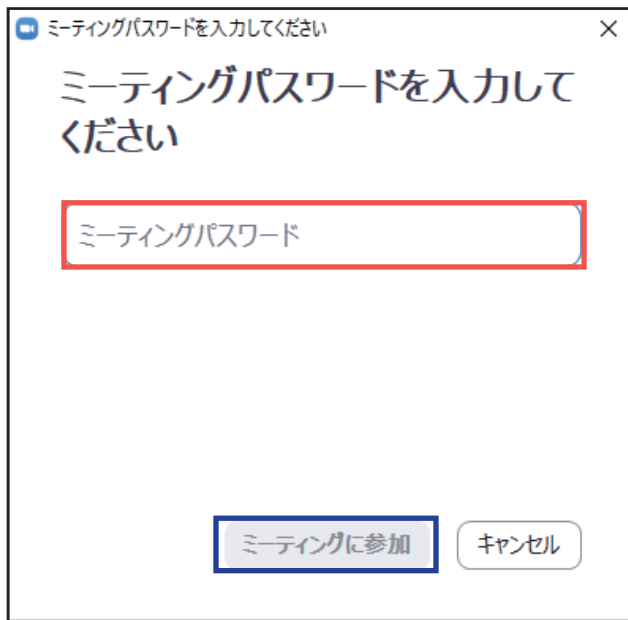 ミーティングパスワードを入力してください
ミーティングパスワードを入力して
ください
ミーティングパスワード
ミーティングに参加
キャンセル